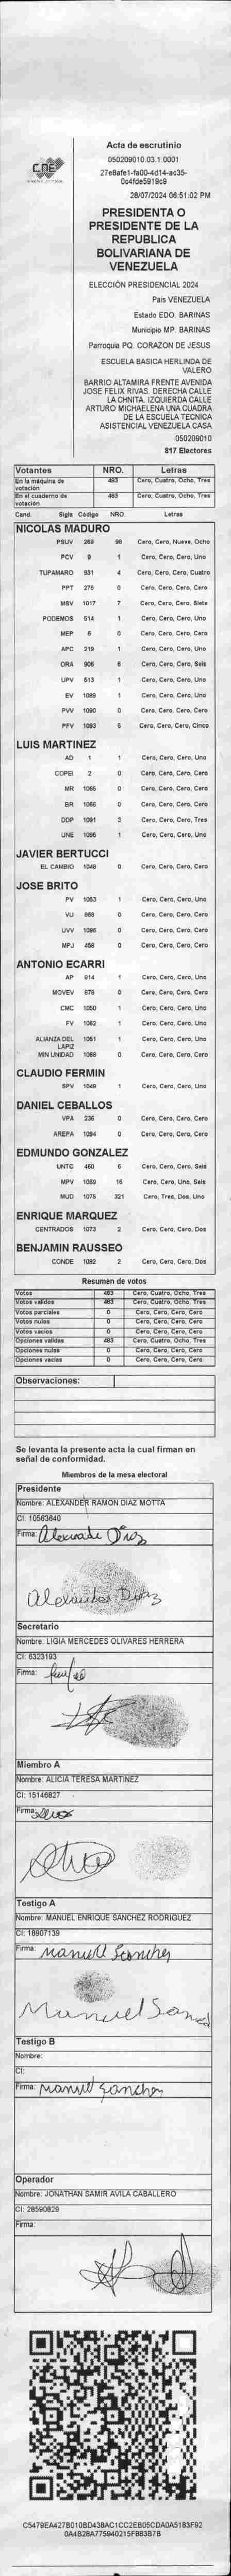 CNE
Acta de escrutinio
050209010.03.1.0001
27e8afe1-fa00-4d14-ac35-
0c4fde5919c9
28/07/2024 06:51:02 PM
PRESIDENTA O
PRESIDENTE DE LA
REPUBLICA
BOLIVARIANA DE
VENEZUELA
ELECCIÓN PRESIDENCIAL 2024
Pais VENEZUELA
Estado EDO. BARINAS
Municipio MP. BARINAS
Parroquia PQ. CORAZON DE JESUS
ESCUELA BASICA HERLINDA DE
VALERO
BARRIO ALTAMIRA FRENTE AVENIDA
JOSE FELIX RIVAS. DERECHA CALLE
LA CHINITA. IZQUIERDA CALLE
ARTURO MICHAELENA UNA CUADRA
DE LA ESCUELA TECNICA
ASISTENCIAL VENEZUELA CASA
050209010
817 Electores
Votantes NRO. Letras
En la máquina de votación 483 Cero, Cuatro, Ocho, Tres
En el cuaderno de votación 483 Cero, Cuatro, Ocho, Tres
Cand. Sigla Código NRO. Letras
NICOLAS MADURO
PSUV 269 98 Cero, Cero, Nueve, Ocho
PCV 9 1 Cero, Cero, Cero, Uno
TUPAMARO 931 4 Cero, Cero, Cero, Cuatro
PPT 276 0 Cero, Cero, Cero, Cero
MSV 1017 7 Cero, Cero, Cero, Siete
PODEMOS 514 1 Cero, Cero, Cero, Uno
MEP 6 0 Cero, Cero, Cero, Cero
APC 219 1 Cero, Cero, Cero, Uno
ORA 906 6 Cero, Cero, Cero, Seis
UPV 513 1 Cero, Cero, Cero, Uno
EV 1089 1 Cero, Cero, Cero, Uno
PVV 1090 0 Cero, Cero, Cero, Cero
PFV 1093 5 Cero, Cero, Cero, Cinco
LUIS MARTINEZ
AD 1 1 Cero, Cero, Cero, Uno
COPEI 2 0 Cero, Cero, Cero, Cero
MR 1065 0 Cero, Cero, Cero, Cero
BR 1068 0 Cero, Cero, Cero, Cero
DDP 1091 3 Cero, Cero, Cero, Tres
UNE 1095 1 Cero, Cero, Cero, Uno
JAVIER BERTUCCI
EL CAMBIO 1048 0 Cero, Cero, Cero, Cero
JOSE BRITO
PV 1053 1 Cero, Cero, Cero, Uno
VU 969 0 Cero, Cero, Cero, Cero
UVV 1096 0 Cero, Cero, Cero, Cero
MPJ 458 0 Cero, Cero, Cero, Cero
ANTONIO ECARRI
AP 914 1 Cero, Cero, Cero, Uno
MOVEV 879 0 Cero, Cero, Cero, Cero
CMC 1050 1 Cero, Cero, Cero, Uno
FV 1062 1 Cero, Cero, Cero, Uno
ALIANZA DEL LAPIZ 1051 1 Cero, Cero, Cero, Uno
MIN UNIDAD 1069 0 Cero, Cero, Cero, Cero
CLAUDIO FERMIN
SPV 1049 1 Cero, Cero, Cero, Uno
DANIEL CEBALLOS
VPA 236 0 Cero, Cero, Cero, Cero
AREPA 1094 0 Cero, Cero, Cero, Cero
EDMUNDO GONZALEZ
UNTC 460 6 Cero, Cero, Cero, Seis
MPV 1069 16 Cero, Cero, Uno, Seis
MUD 1075 321 Cero, Tres, Dos, Uno
ENRIQUE MARQUEZ
CENTRADOS 1073 2 Cero, Cero, Cero, Dos
BENJAMIN RAUSSEO
CONDE 1092 2 Cero, Cero, Cero, Dos
Resumen de votos
Votos 483 Cero, Cuatro, Ocho, Tres
Votos validos 483 Cero, Cuatro, Ocho, Tres
Votos parciales 0 Cero, Cero, Cero, Cero
Votos nulos 0 Cero, Cero, Cero, Cero
Votos vacios 0 Cero, Cero, Cero, Cero
Opciones validas 483 Cero, Cuatro, Ocho, Tres
Opciones nulas 0 Cero, Cero, Cero, Cero
Opciones vacias 0 Cero, Cero, Cero, Cero
Observaciones:
Se levanta la presente acta la cual firman en
señal de conformidad.
Miembros de la mesa electoral
Presidente
Nombre: ALEXANDER RAMON DIAZ MOTTA
CI: 10563640
Firma: Alexander Diaz
Alexander Diaz
Secretario
Nombre: LIGIA MERCEDES OLIVARES HERRERA
CI: 6323193
Firma:
Miembro A
Nombre: ALICIA TERESA MARTINEZ
CI: 15146827
Firma:
Testigo A
Nombre: MANUEL ENRIQUE SANCHEZ RODRIGUEZ
CI: 18907139
Firma: Manuel Sanchez
Manuel Sanch
Testigo B
Nombre:
CI:
Firma: Manuel Sanchez
Operador
Nombre: JONATHAN SAMIR AVILA CABALLERO
CI: 28590829
Firma:
C5479EA427B010BD438AC1CC2EB05CDA0A5183F92
0A4B28A775940215F883B7B